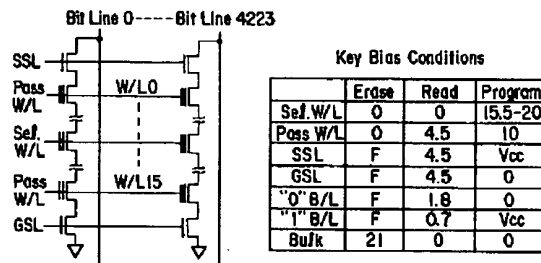 Bit Line 0-----Bit Line 4223
SSL
Pass W/L
W/L0
Sel. W/L
W/L15
Pass W/L
GSL
Key Bias Conditions
Erase Read Program
Sel. W/L 0 0 15.5-20
Pass W/L 0 4.5 10
SSL F 4.5 Vcc
GSL F 4.5 0
"0" B/L F 1.8 0
"1" B/L F 0.7 Vcc
Bulk 21 0 0